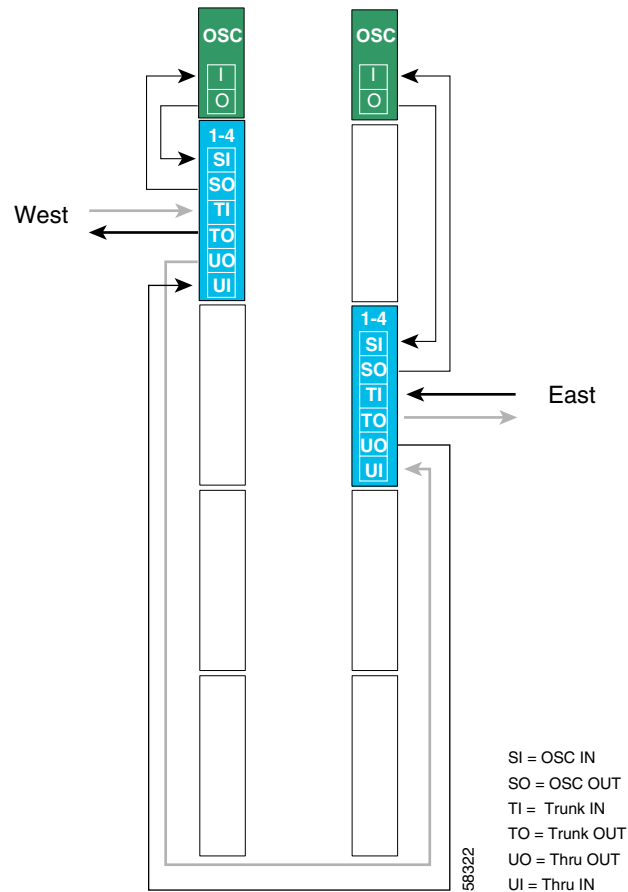 OSC
I
O
1-4
SI
SO
TI
TO
UO
UI
West
OSC
I
O
1-4
SI
SO
TI
TO
UO
UI
East
SI = OSC IN
SO = OSC OUT
TI = Trunk IN
TO = Trunk OUT
UO = Thru OUT
UI = Thru IN
58322